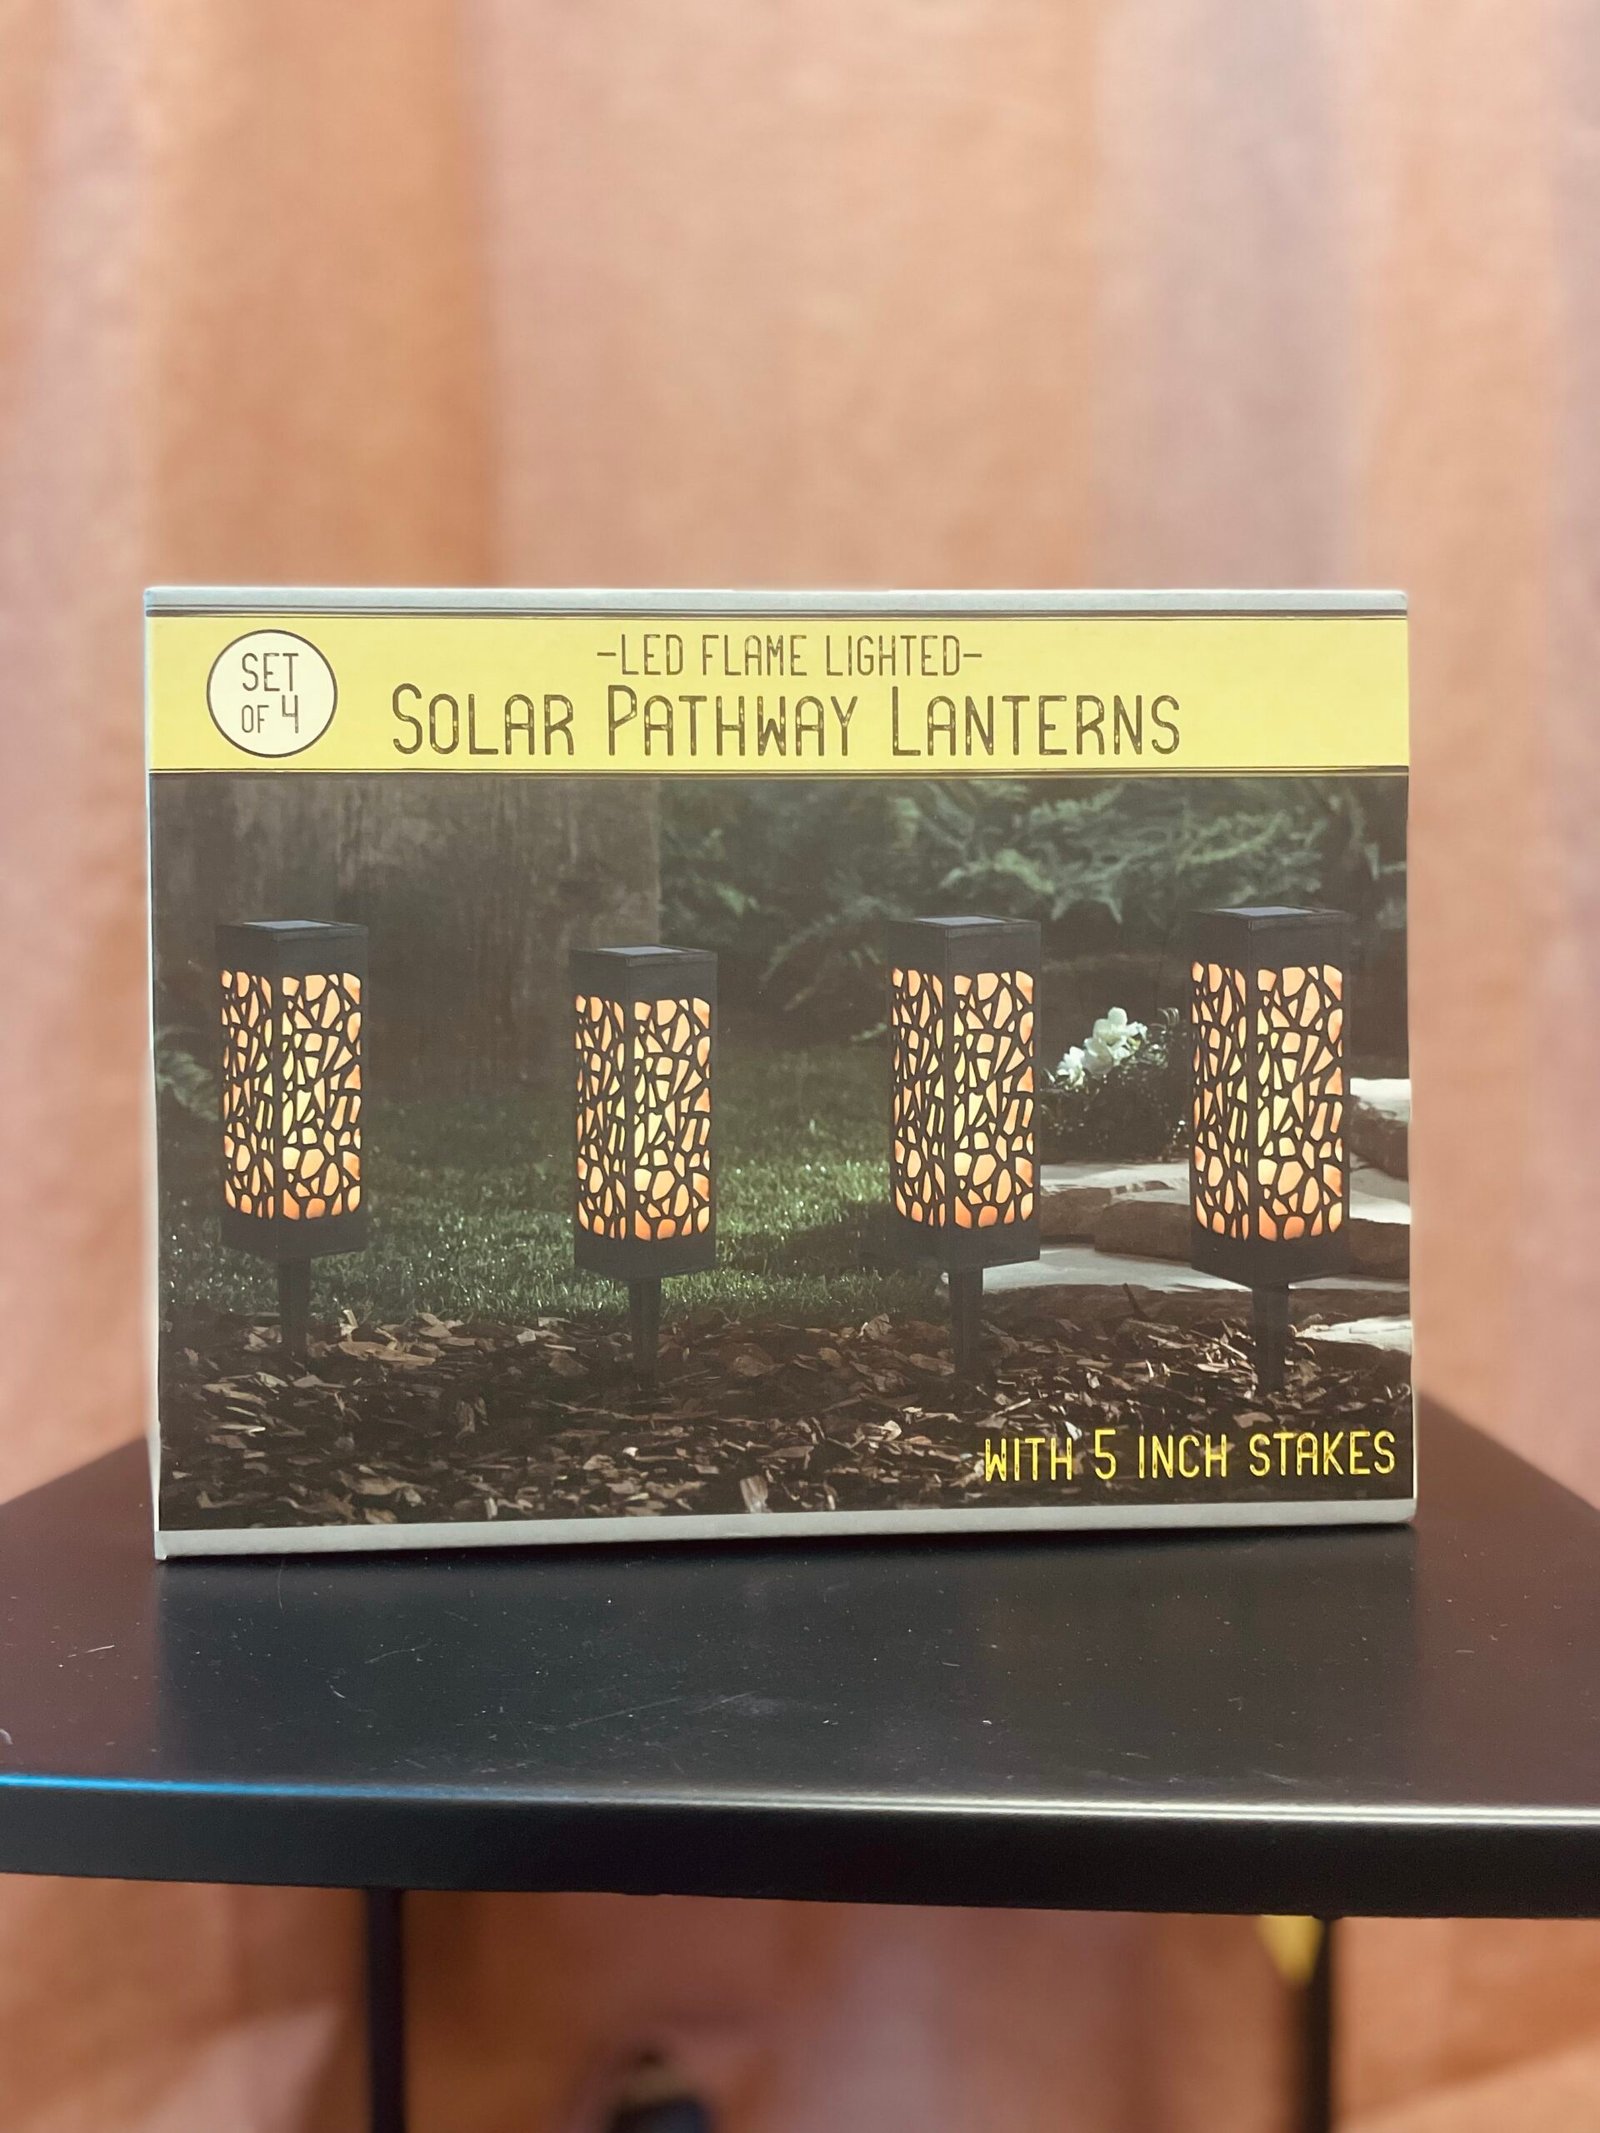 SET
OF 4
-LED FLAME LIGHTED-
SOLAR PATHWAY LANTERNS
WITH 5 INCH STAKES